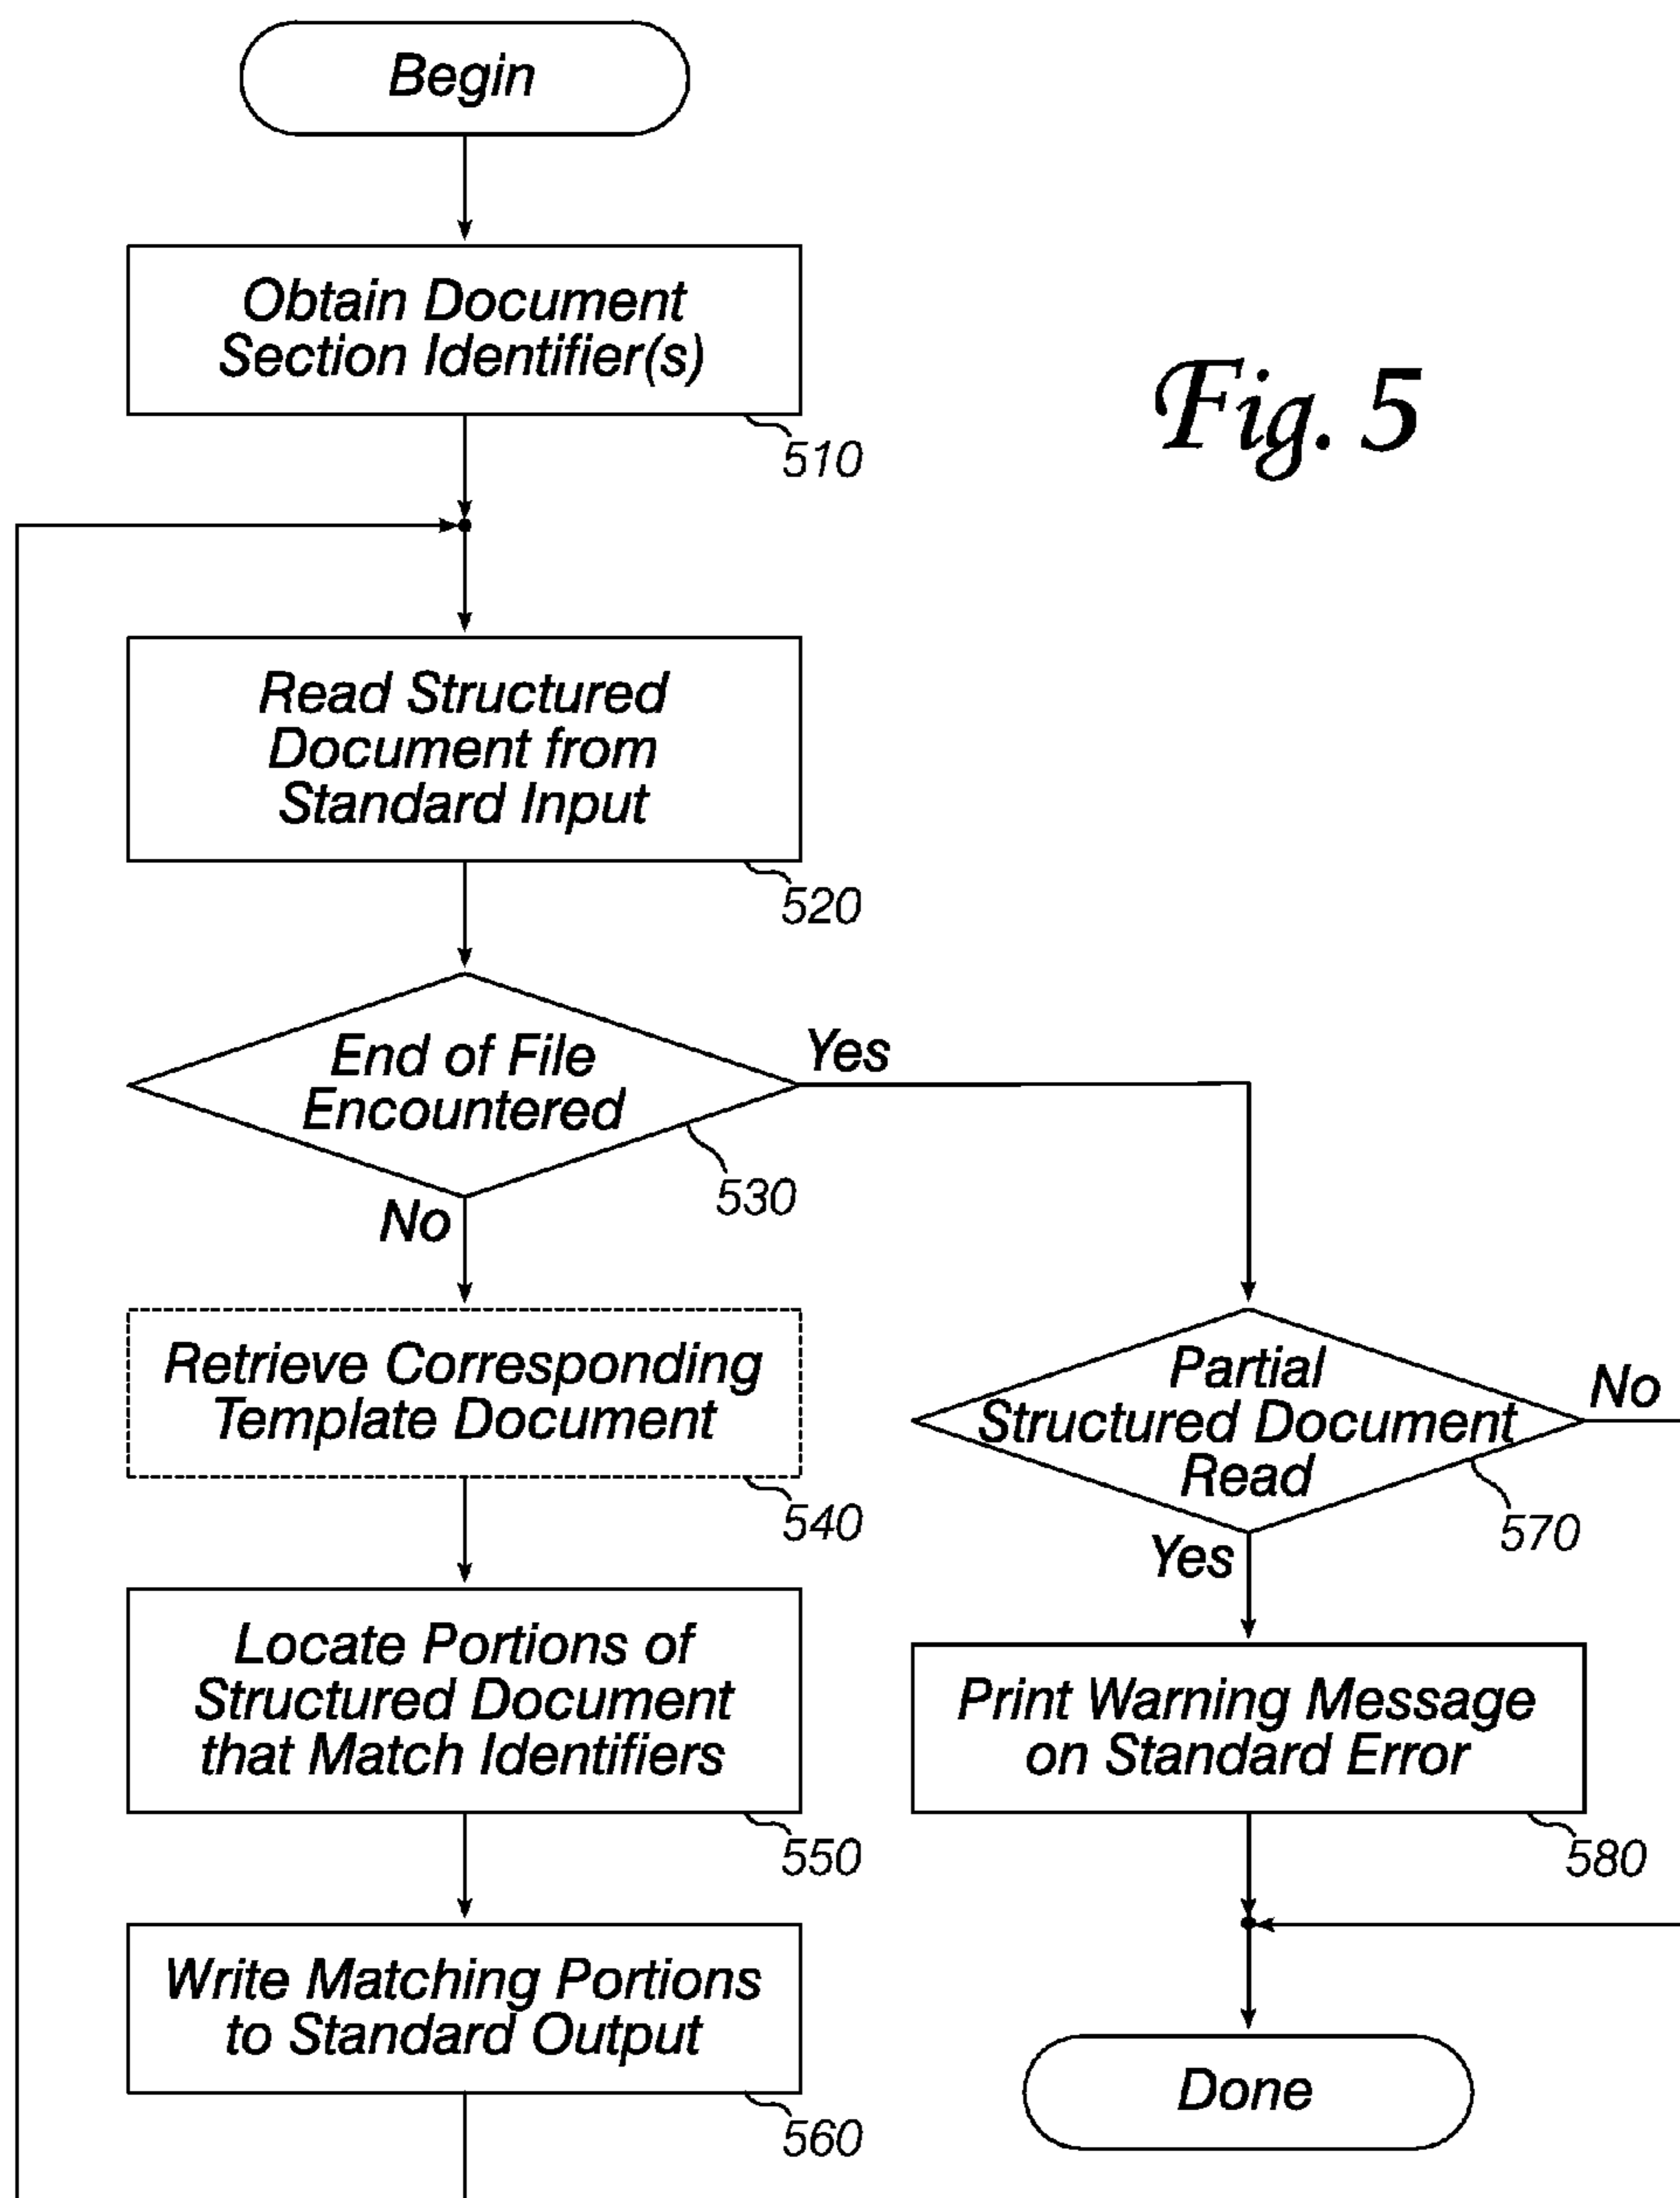 Begin
Obtain Document
Section Identifier(s)
510
Fig. 5
Read Structured
Document from
Standard Input
520
End of File
Encountered
530
Yes
No
Retrieve Corresponding
Template Document
540
Locate Portions of
Structured Document
that Match Identifiers
550
Write Matching Portions
to Standard Output
560
Partial
Structured Document
Read
570
No
Yes
Print Warning Message
on Standard Error
580
Done